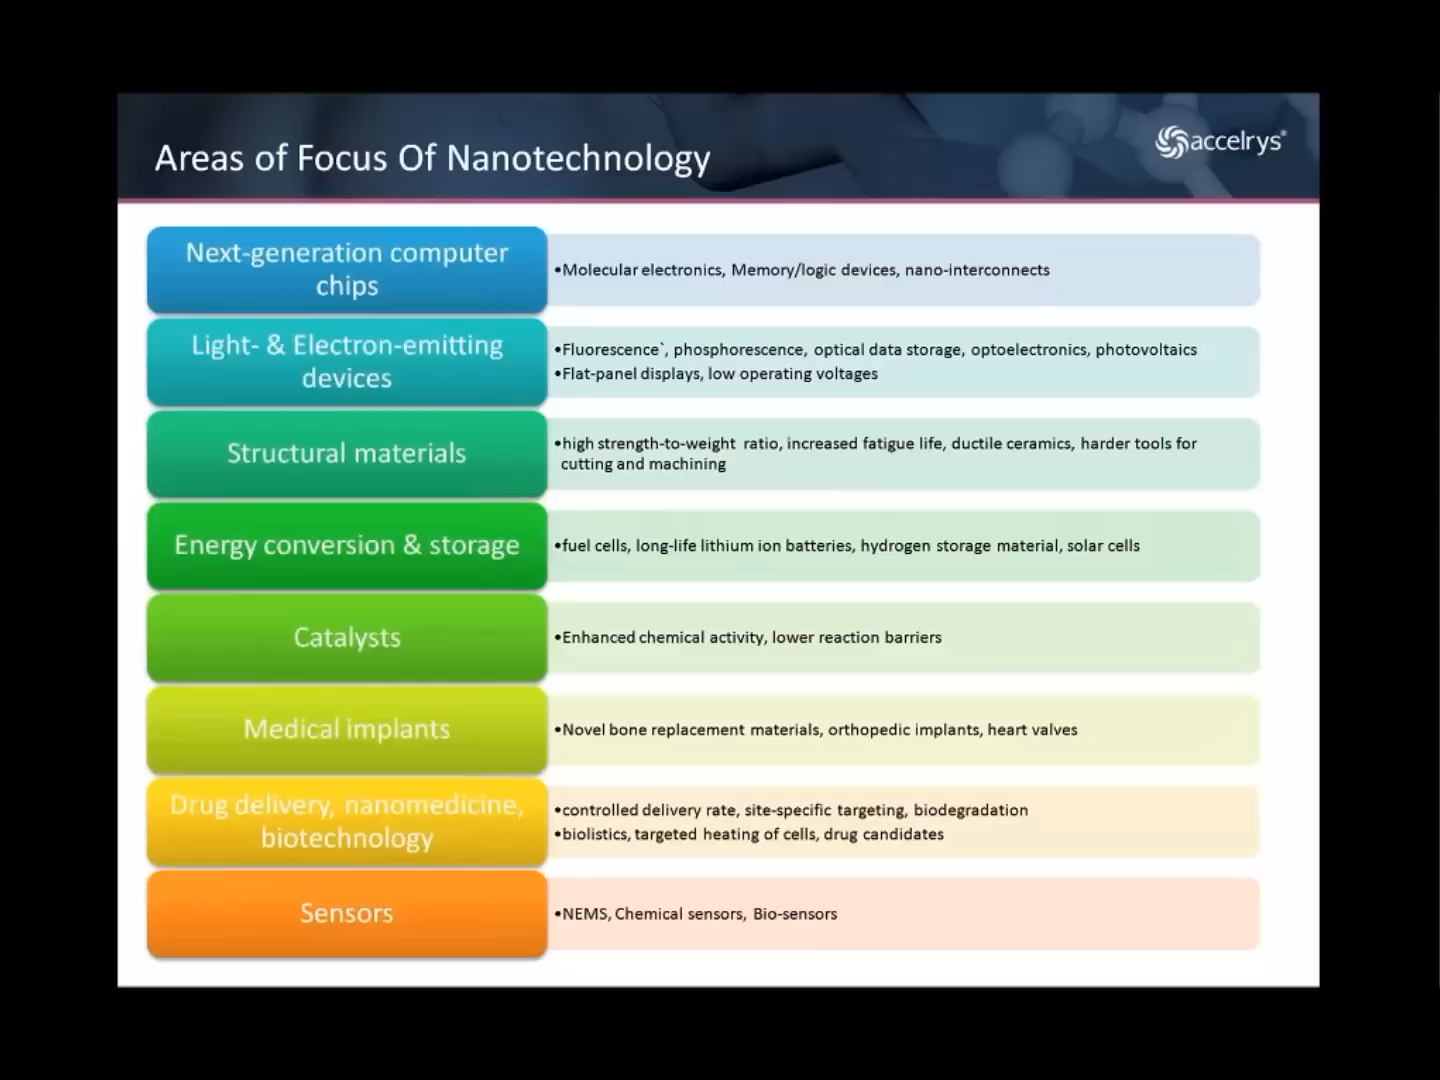 Areas of Focus Of Nanotechnology
accelrys®
Next-generation computer
chips
•Molecular electronics, Memory/logic devices, nano-interconnects
Light- & Electron-emitting
devices
•Fluorescence`, phosphorescence, optical data storage, optoelectronics, photovoltaics
•Flat-panel displays, low operating voltages
Structural materials
•high strength-to-weight ratio, increased fatigue life, ductile ceramics, harder tools for
cutting and machining
Energy conversion & storage
•fuel cells, long-life lithium ion batteries, hydrogen storage material, solar cells
Catalysts
•Enhanced chemical activity, lower reaction barriers
Medical implants
•Novel bone replacement materials, orthopedic implants, heart valves
Drug delivery, nanomedicine,
biotechnology
•controlled delivery rate, site-specific targeting, biodegradation
•biolistics, targeted heating of cells, drug candidates
Sensors
•NEMS, Chemical sensors, Bio-sensors